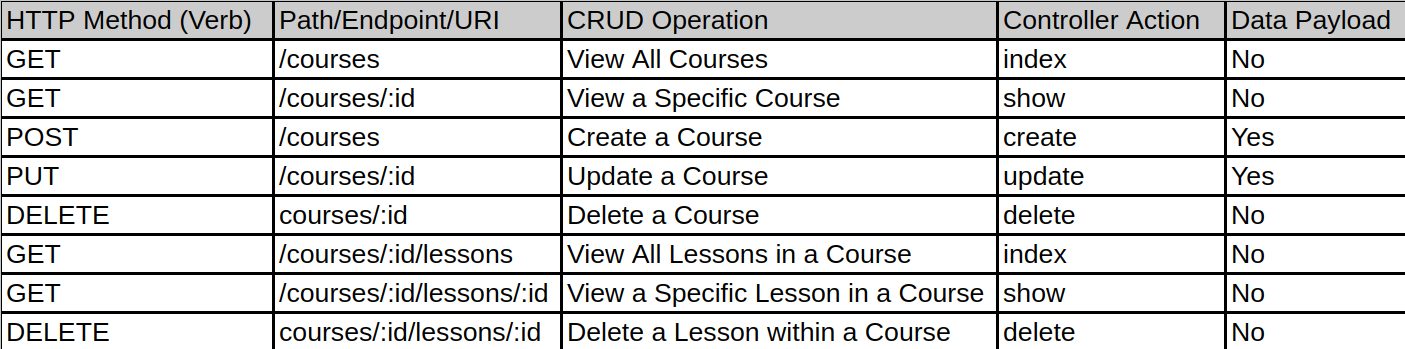 HTTP Method (Verb) Path/Endpoint/URI CRUD Operation Controller Action Data Payload
GET /courses View All Courses index No
GET /courses/:id View a Specific Course show No
POST /courses Create a Course create Yes
PUT /courses/:id Update a Course update Yes
DELETE courses/:id Delete a Course delete No
GET /courses/:id/lessons View All Lessons in a Course index No
GET /courses/:id/lessons/:id View a Specific Lesson in a Course show No
DELETE courses/:id/lessons/:id Delete a Lesson within a Course delete No